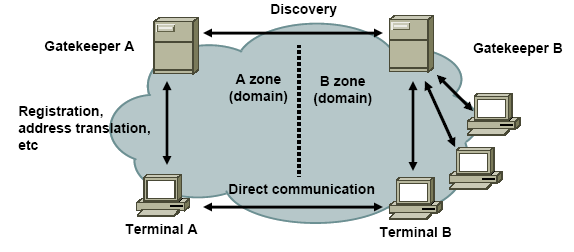 Discovery
Gatekeeper A
Gatekeeper B
A zone
(domain)
B zone
(domain)
Registration,
address translation,
etc
Direct communication
Terminal A
Terminal B